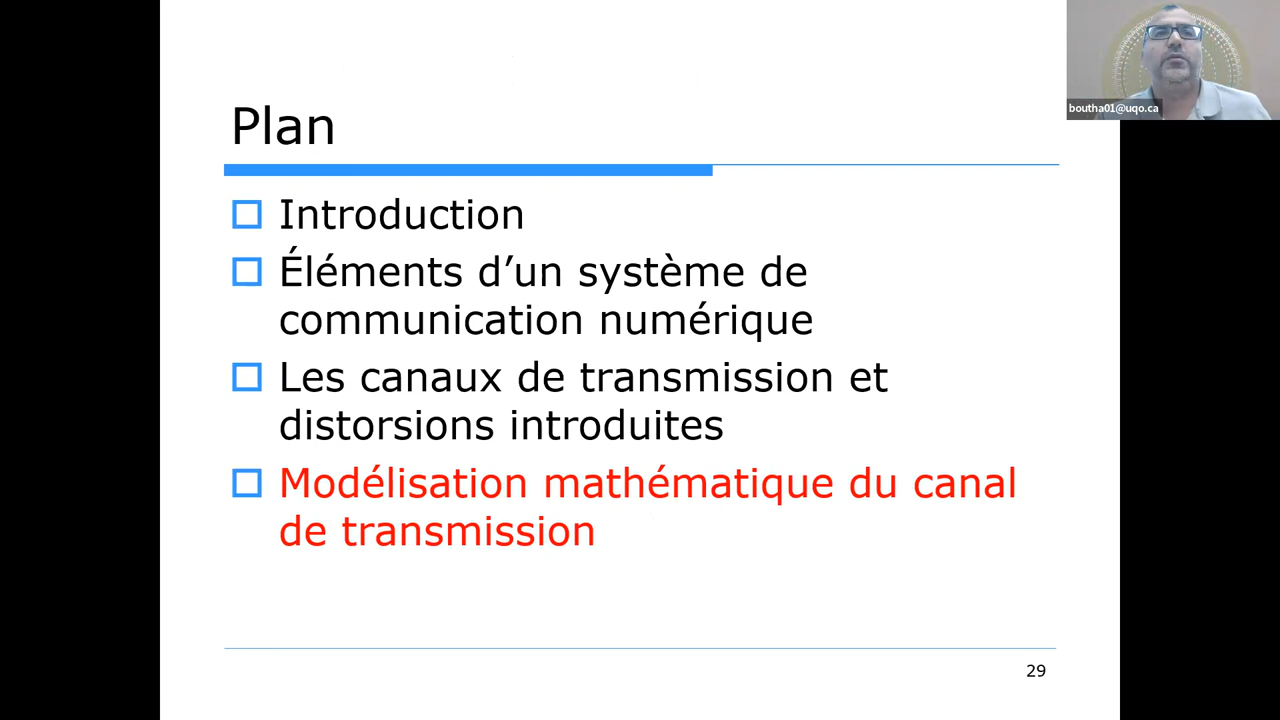 Plan
Introduction
Éléments d’un système de
communication numérique
Les canaux de transmission et
distorsions introduites
Modélisation mathématique du canal
de transmission
29
boutha01@uqo.ca